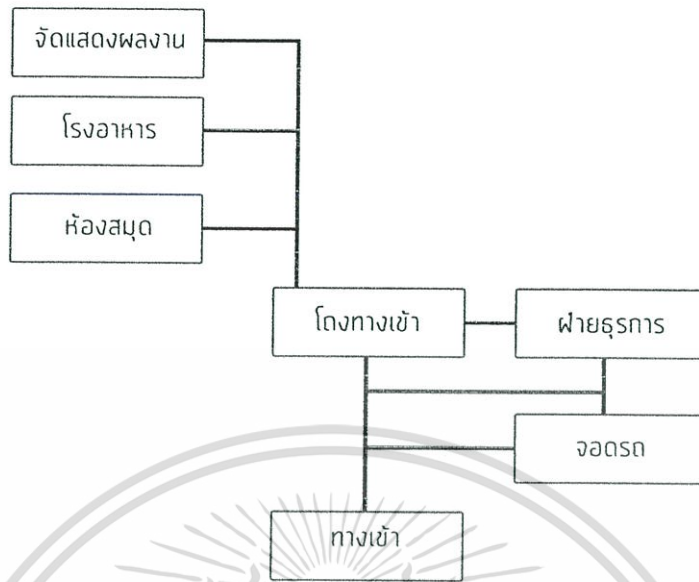 จัดแสดงผลงาน
โรงอาหาร
ห้องสมุด
โถงทางเข้า
ฝ่ายธุรการ
จอดรถ
ทางเข้า